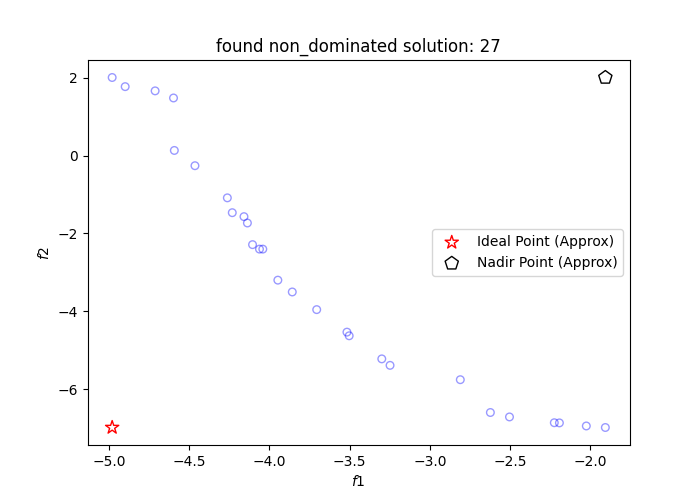 found non_dominated solution: 27
2
0
−2
−4
−6
f2
Ideal Point (Approx)
Nadir Point (Approx)
−5.0 −4.5 −4.0 −3.5 −3.0 −2.5 −2.0
f1